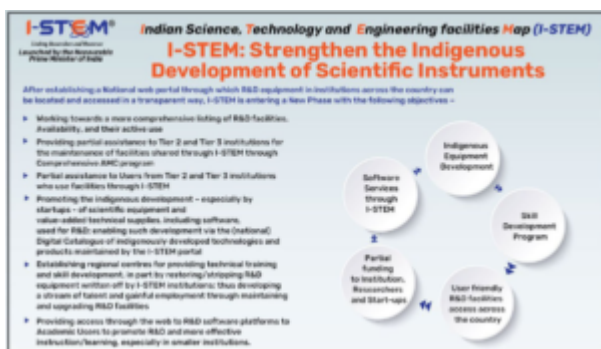 I-STEM®
Linking Researchers and Resources
Launched by the Honourable
Prime Minister of India
Indian Science, Technology and Engineering facilities Map (I-STEM)
I-STEM: Strengthen the Indigenous
Development of Scientific Instruments
After establishing a National web portal through which R&D equipment in institutions across the country can
be located and accessed in a transparent way, I-STEM is entering a New Phase with the following objectives –
Working towards a more comprehensive listing of R&D facilities,
Availability, and their active use
Providing partial assistance to Tier 2 and Tier 3 institutions for
the maintenance of facilities shared through I-STEM through
Comprehensive AMC program
Partial assistance to Users from Tier 2 and Tier 3 institutions
who use facilities through I-STEM
Promoting the indigenous development – especially by
startups – of scientific equipment and
value-added technical supplies, including software,
used for R&D; enabling such development via the (national)
Digital Catalogue of indigenously developed technologies and
products maintained by the I-STEM portal
Establishing regional centres for providing technical training
and skill development, in part by restoring/stripping R&D
equipment written off by I-STEM institutions; thus developing
a stream of talent and gainful employment through maintaining
and upgrading R&D facilities
Providing access through the web to R&D software platforms to
Academic Users to promote R&D and more effective
instruction/learning, especially in smaller institutions.
Indigenous
Equipment
Development
Skill
Development
Program
User friendly
R&D facilities
access across
the country
Partial
funding
to Institution,
Researchers
and Start-ups
Software
Services
through
I-STEM